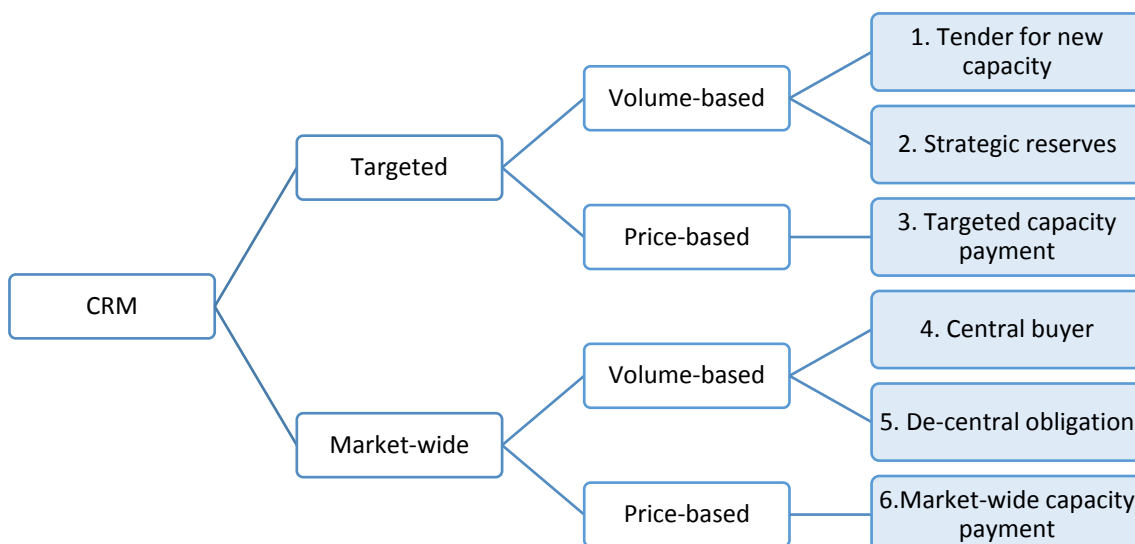 CRM
Targeted
Volume-based
1. Tender for new
capacity
2. Strategic reserves
Price-based
3. Targeted capacity
payment
Market-wide
Volume-based
4. Central buyer
5. De-central obligation
Price-based
6.Market-wide capacity
payment